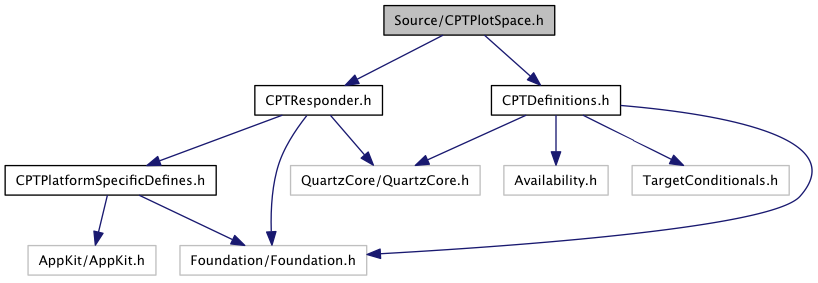 Source/CPTPlotSpace.h
CPTResponder.h
CPTDefinitions.h
CPTPlatformSpecificDefines.h
QuartzCore/QuartzCore.h
Availability.h
TargetConditionals.h
AppKit/AppKit.h
Foundation/Foundation.h